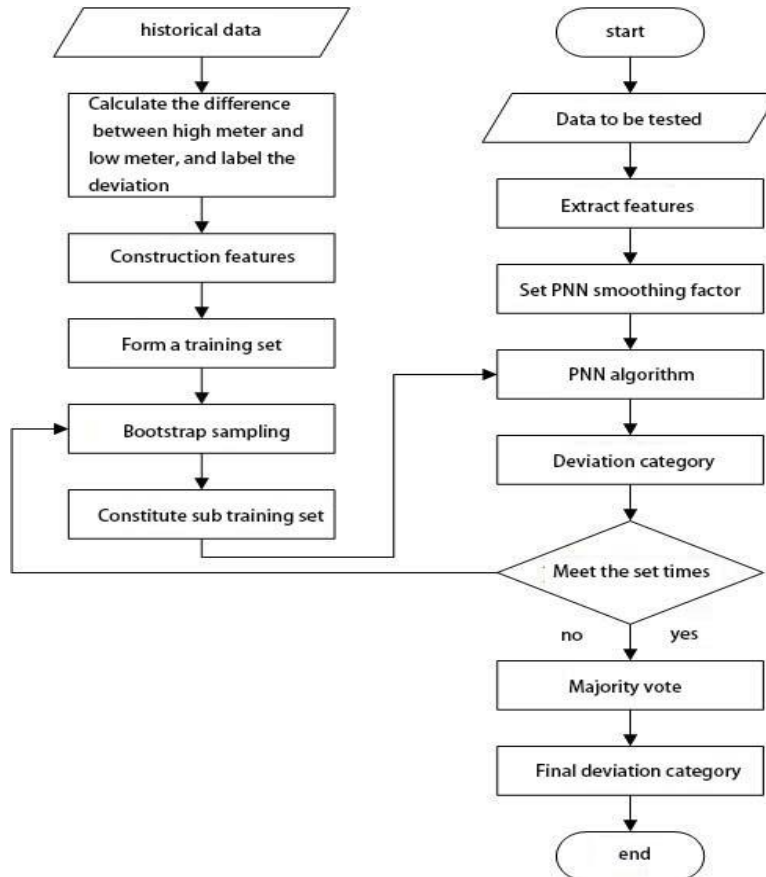 historical data
Calculate the difference
between high meter and
low meter, and label the
deviation
Construction features
Form a training set
Bootstrap sampling
Constitute sub training set
start
Data to be tested
Extract features
Set PNN smoothing factor
PNN algorithm
Deviation category
Meet the set times
no yes
Majority vote
Final deviation category
end